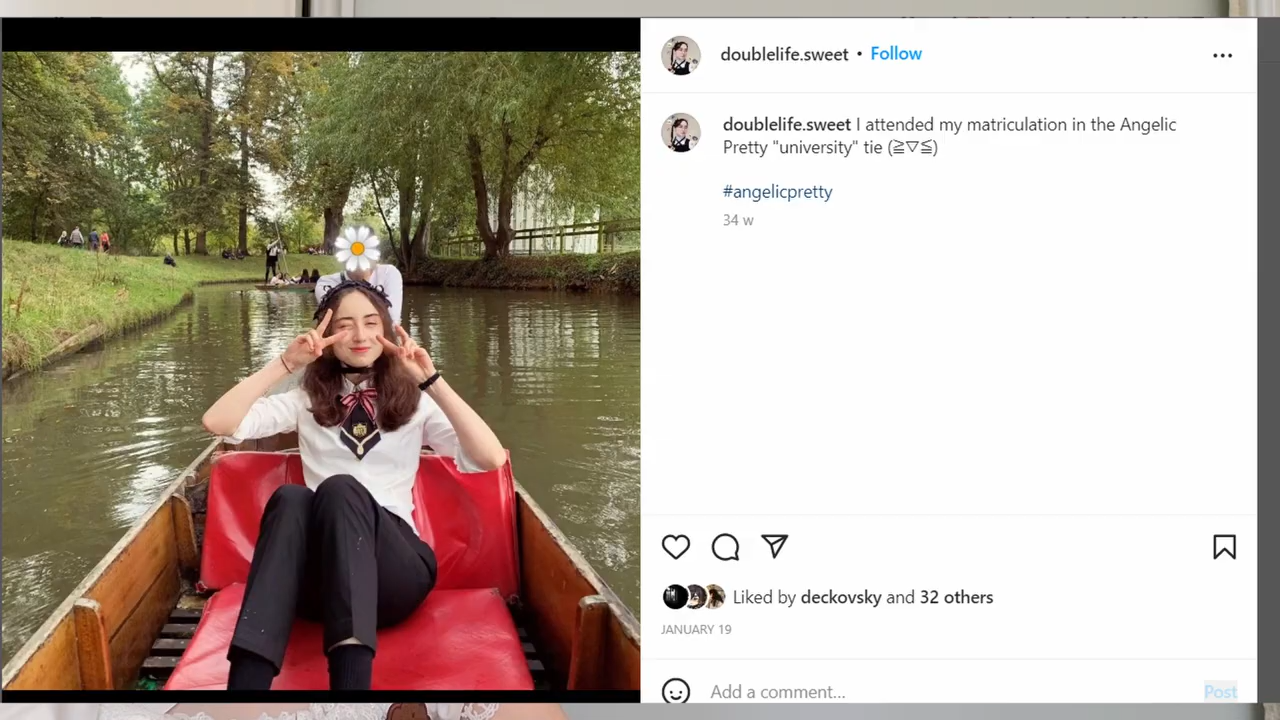 doublelife.sweet • Follow
doublelife.sweet I attended my matriculation in the Angelic
Pretty "university" tie (≧▽≦)
#angelicpretty
34 w
Liked by deckovsky and 32 others
JANUARY 19
Add a comment...
Post